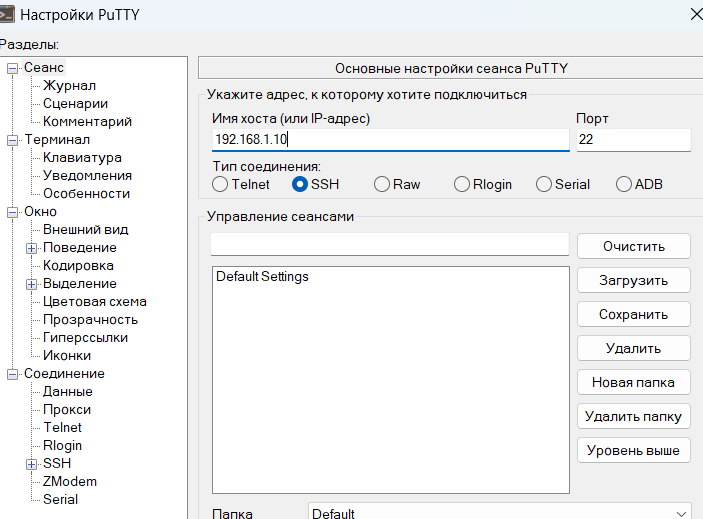 Настройки PuTTY
Разделы:
Сеанс
Журнал
Сценарии
Комментарий
Терминал
Клавиатура
Уведомления
Особенности
Окно
Внешний вид
Поведение
Кодировка
Выделение
Цветовая схема
Прозрачность
Гиперссылки
Иконки
Соединение
Данные
Прокси
Telnet
Rlogin
SSH
ZModem
Serial
Основные настройки сеанса PuTTY
Укажите адрес, к которому хотите подключиться
Имя хоста (или IP-адрес) Порт
192.168.1.10 22
Тип соединения:
Telnet SSH Raw Rlogin Serial ADB
Управление сеансами
Очистить
Default Settings
Загрузить
Сохранить
Удалить
Новая папка
Удалить папку
Уровень выше
Папка Default